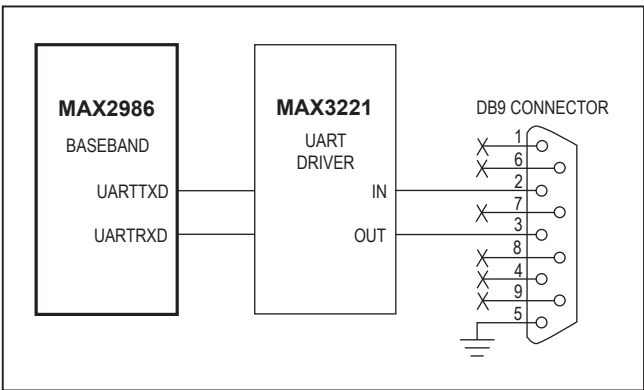 MAX2986
BASEBAND
UARTTXD
UARTRXD
MAX3221
UART
DRIVER
IN
OUT
DB9 CONNECTOR
1
6
2
7
3
8
4
9
5